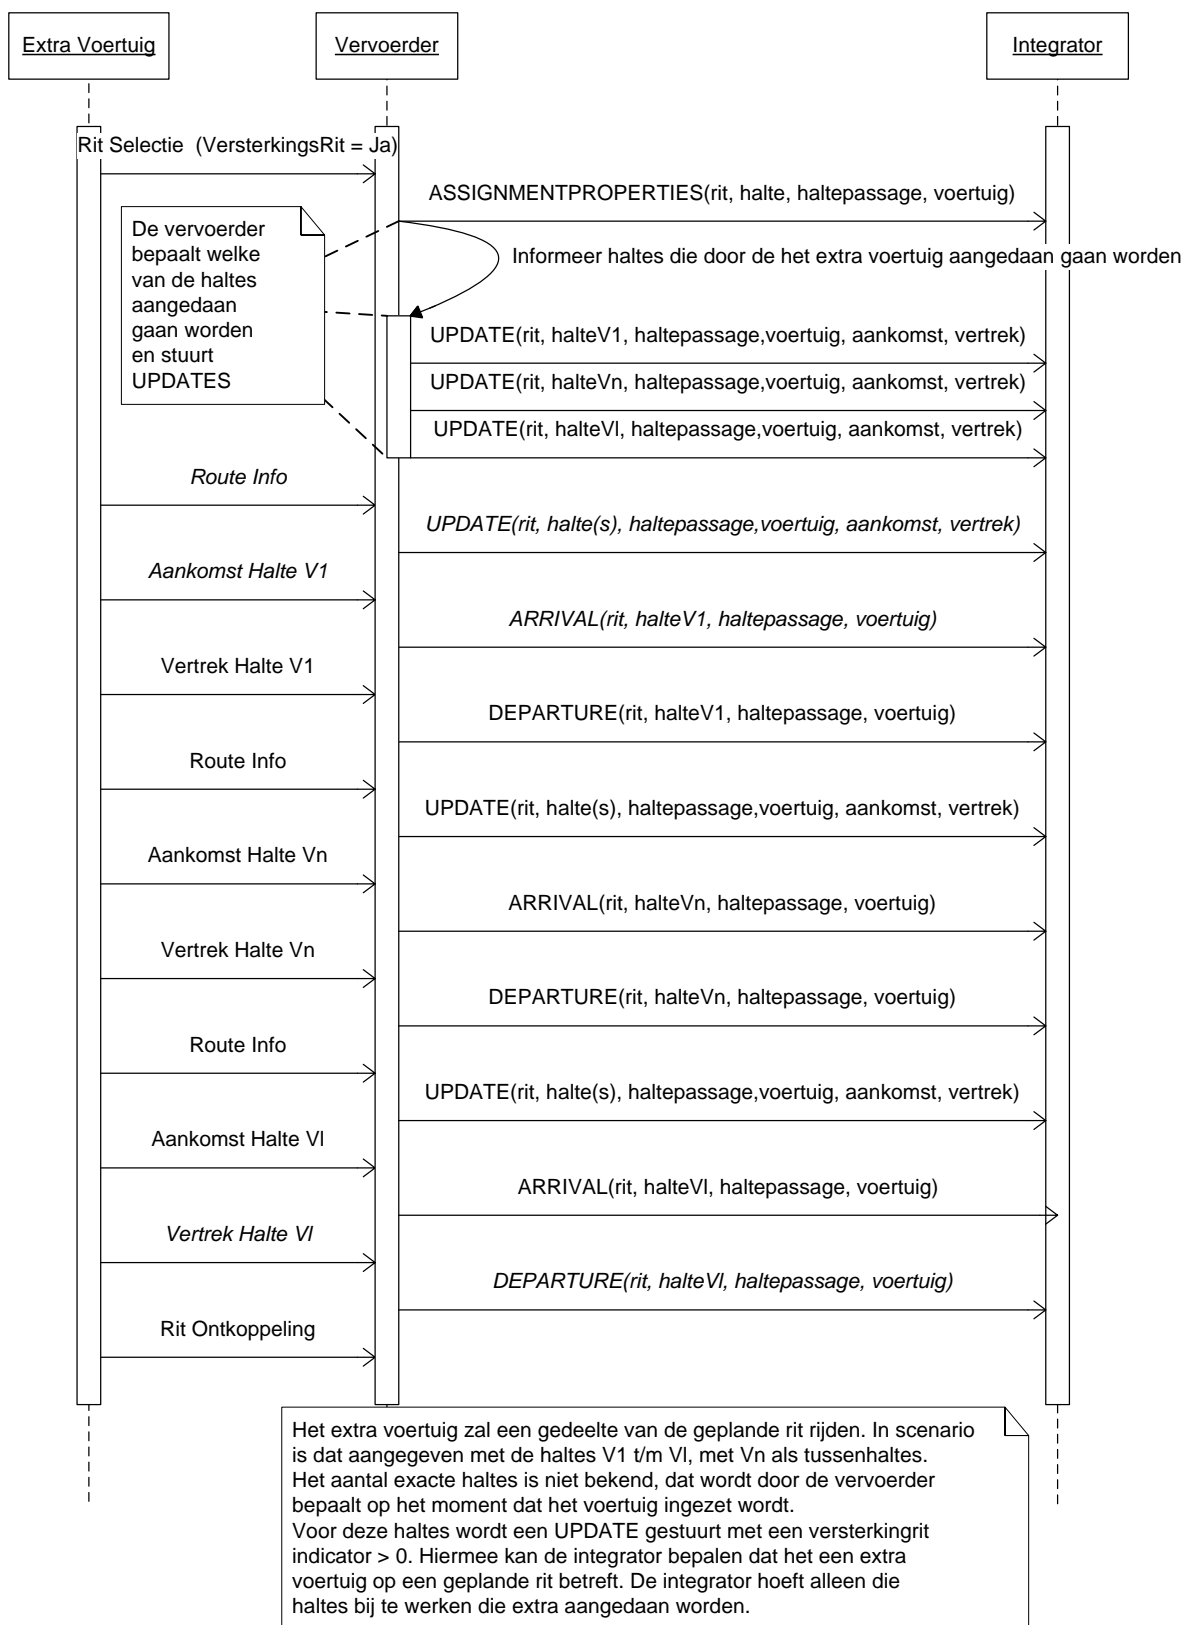 Extra Voertuig
Vervoerder
Integrator
Rit Selectie  (VersterkingsRit = Ja)
ASSIGNMENTPROPERTIES(rit, halte, haltepassage, voertuig)
De vervoerder
bepaalt welke
van de haltes
aangedaan
gaan worden
en stuurt
UPDATES
Informeer haltes die door de het extra voertuig aangedaan gaan worden
UPDATE(rit, halteV1, haltepassage,voertuig, aankomst, vertrek)
UPDATE(rit, halteVn, haltepassage,voertuig, aankomst, vertrek)
UPDATE(rit, halteVl, haltepassage,voertuig, aankomst, vertrek)
Route Info
UPDATE(rit, halte(s), haltepassage,voertuig, aankomst, vertrek)
Aankomst Halte V1
ARRIVAL(rit, halteV1, haltepassage, voertuig)
Vertrek Halte V1
DEPARTURE(rit, halteV1, haltepassage, voertuig)
Route Info
UPDATE(rit, halte(s), haltepassage,voertuig, aankomst, vertrek)
Aankomst Halte Vn
ARRIVAL(rit, halteVn, haltepassage, voertuig)
Vertrek Halte Vn
DEPARTURE(rit, halteVn, haltepassage, voertuig)
Route Info
UPDATE(rit, halte(s), haltepassage,voertuig, aankomst, vertrek)
Aankomst Halte Vl
ARRIVAL(rit, halteVl, haltepassage, voertuig)
Vertrek Halte Vl
DEPARTURE(rit, halteVl, haltepassage, voertuig)
Rit Ontkoppeling
Het extra voertuig zal een gedeelte van de geplande rit rijden. In scenario
is dat aangegeven met de haltes V1 t/m Vl, met Vn als tussenhaltes.
Het aantal exacte haltes is niet bekend, dat wordt door de vervoerder
bepaalt op het moment dat het voertuig ingezet wordt.
Voor deze haltes wordt een UPDATE gestuurt met een versterkingrit
indicator > 0. Hiermee kan de integrator bepalen dat het een extra
voertuig op een geplande rit betreft. De integrator hoeft alleen die
haltes bij te werken die extra aangedaan worden.